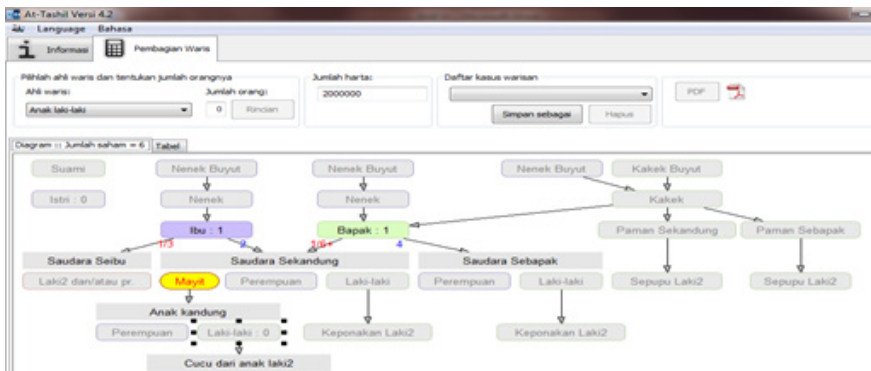 At-Tashil Versi 4.2
Language Bahasa
Informasi Pembagian Waris
Pilihlah ahli waris dan tentukan jumlah orangnya Jumlah harta: Daftar kasus warisan
Ahli waris: Jumlah orang: 2000000 PDF
Anak laki-laki 0 Rincian Simpan sebagai Hapus
Diagram :: Jumlah saham = 6 Tabel
Suami Nenek Buyut Nenek Buyut Nenek Buyut Kakek Buyut
Istri : 0 Nenek Nenek Kakek
Ibu : 1 Bapak : 1 Paman Sekandung Paman Sebapak
1/3 2 1/6+ 4
Saudara Seibu Saudara Sekandung Saudara Sebapak
Laki2 dan/atau pr. Mayit Perempuan Laki-laki Perempuan Laki-laki Sepupu Laki2 Sepupu Laki2
Anak kandung
Perempuan Laki-laki : 0 Keponakan Laki2 Keponakan Laki2
Cucu dari anak laki2